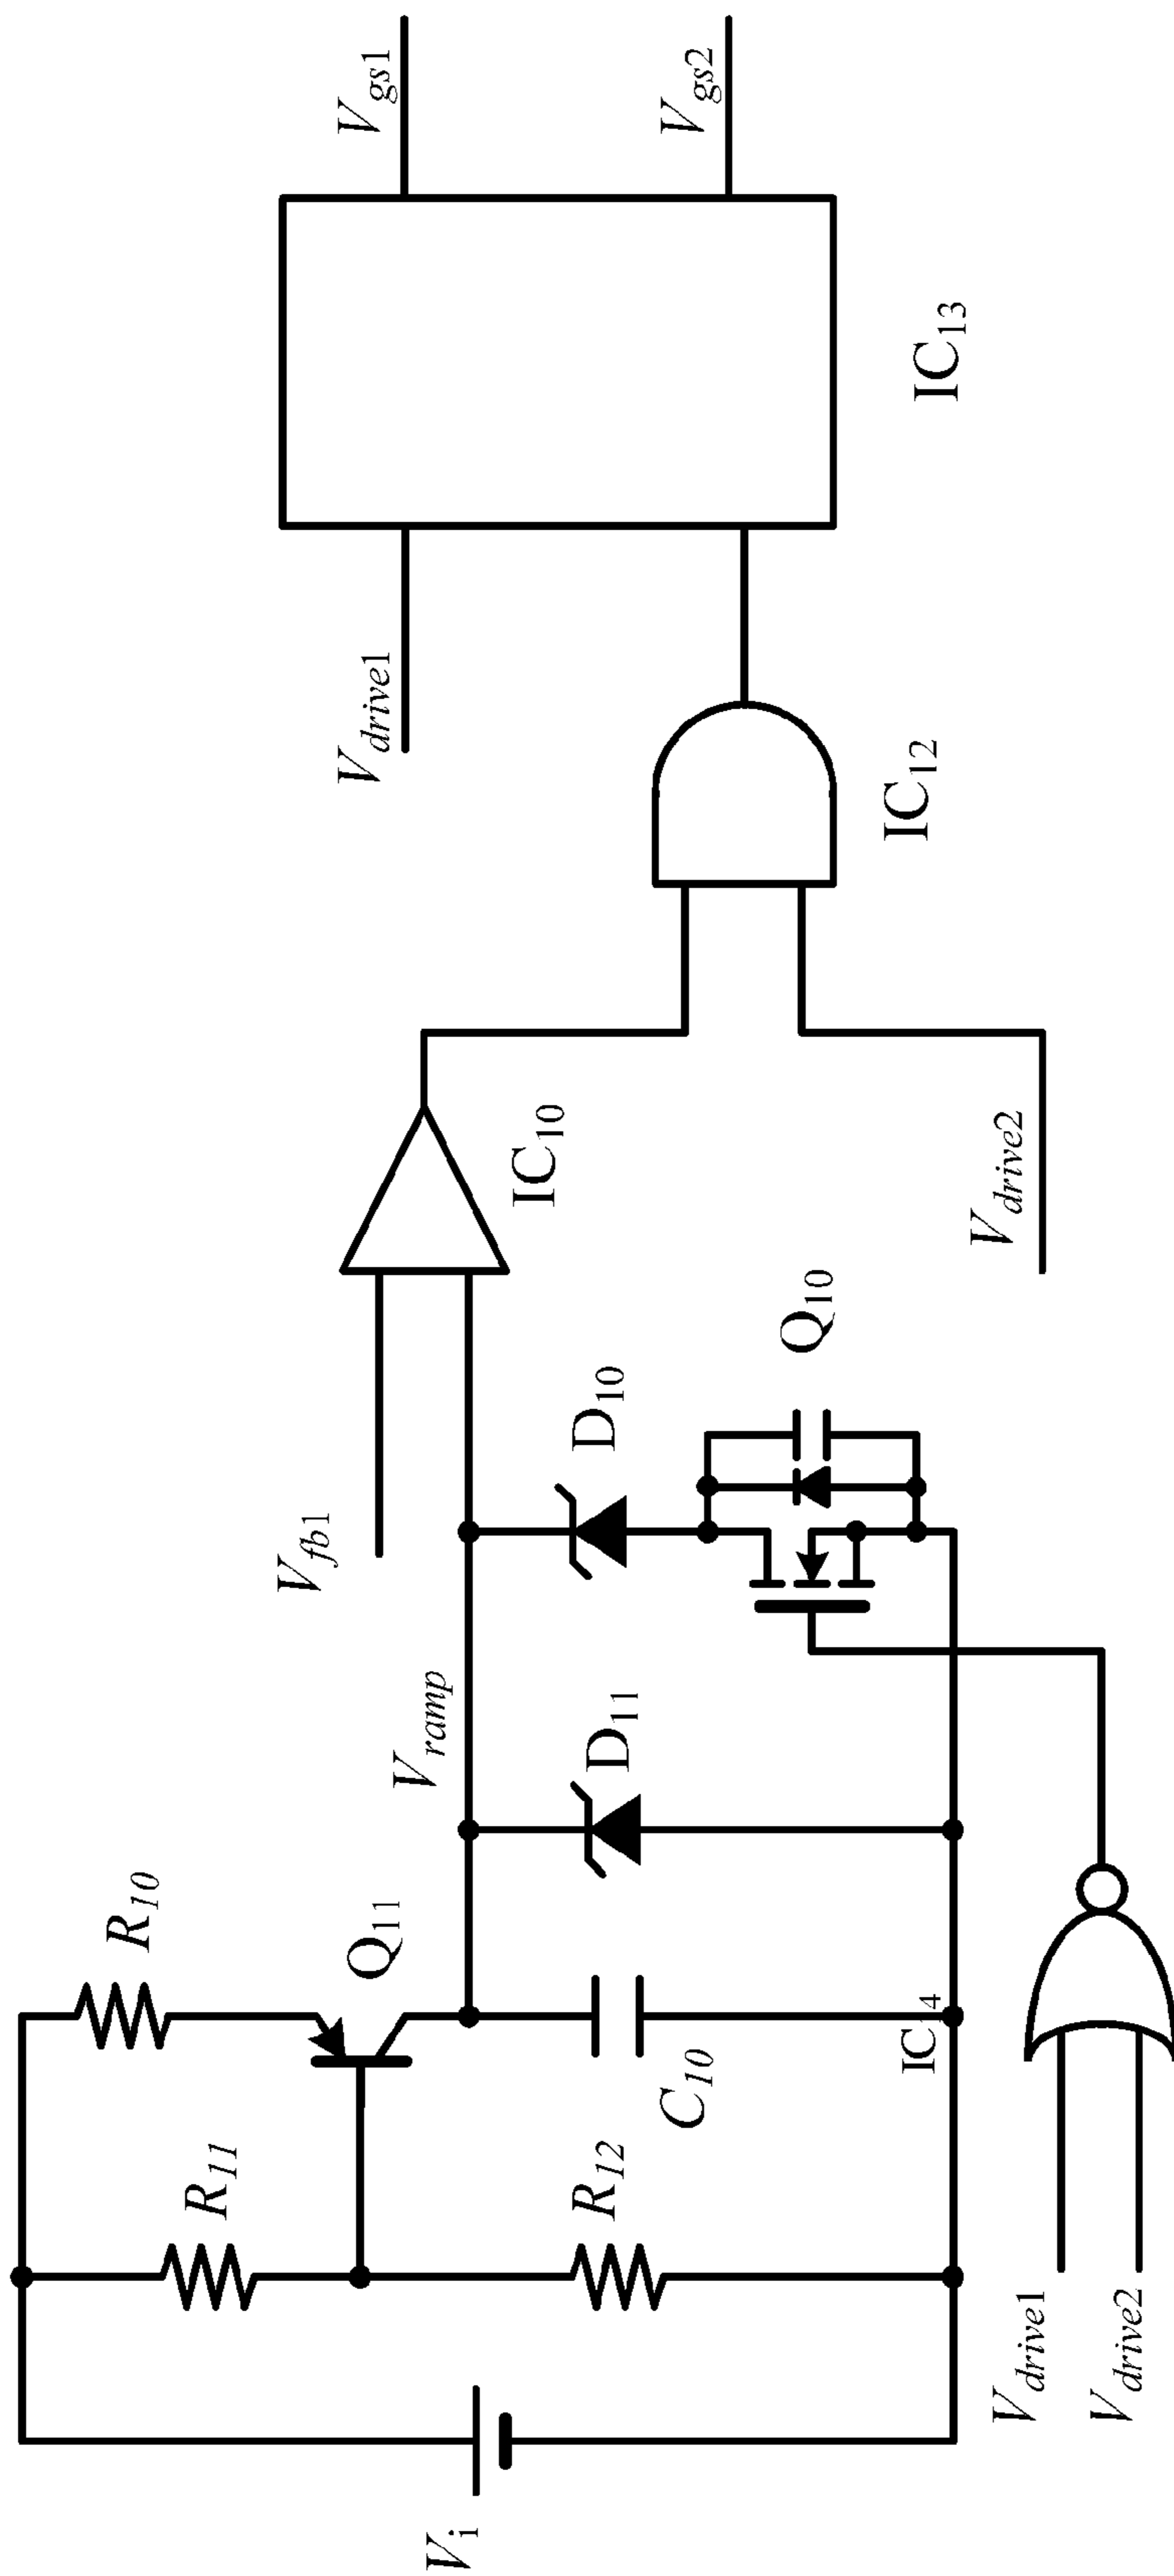 Vi
R11
R12
R10
Q11
C10
IC14
Vdrive1
Vdrive2
Vramp
D11
Vfb1
D10
Q10
IC10
Vdrive2
IC12
Vdrive1
IC13
Vgs1
Vgs2